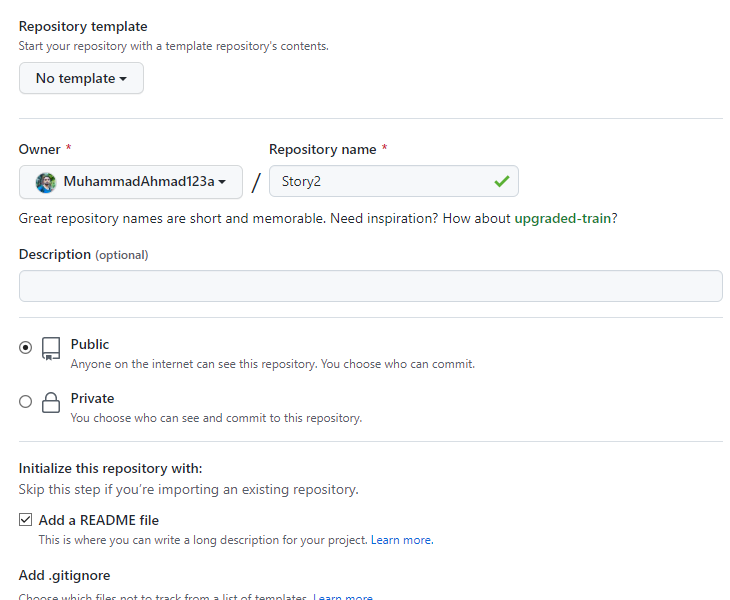 Repository template
Start your repository with a template repository's contents.
No template
Owner *
Repository name *
MuhammadAhmad123a
/
Story2
Great repository names are short and memorable. Need inspiration? How about upgraded-train?
Description (optional)
Public
Anyone on the internet can see this repository. You choose who can commit.
Private
You choose who can see and commit to this repository.
Initialize this repository with:
Skip this step if you're importing an existing repository.
Add a README file
This is where you can write a long description for your project. Learn more.
Add .gitignore
Choose which files not to track from a list of templates. Learn more.